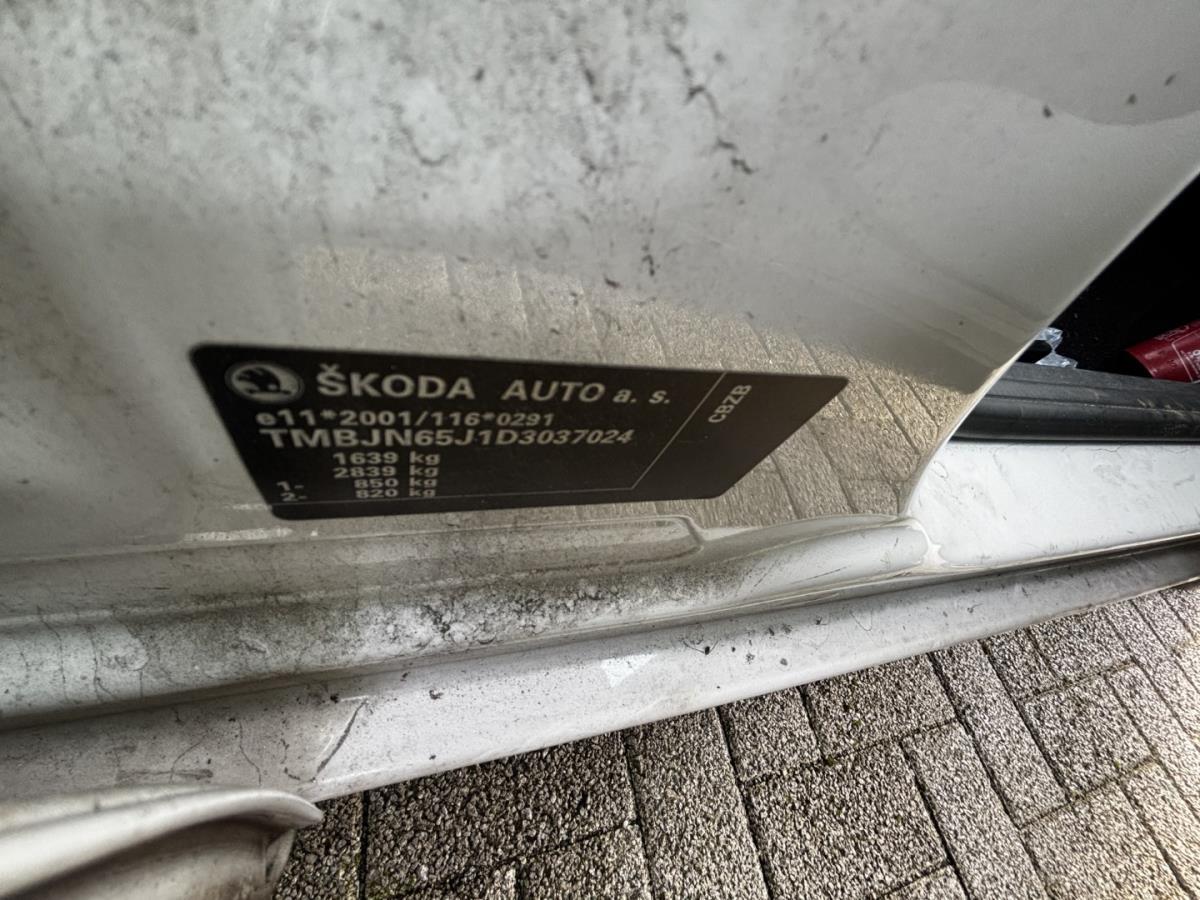 ŠKODA AUTO a. s.
e11*2001/116*0291
TMBJN65J1D3037024
1639 kg
2839 kg
1- 850 kg
2- 820 kg
CBZB